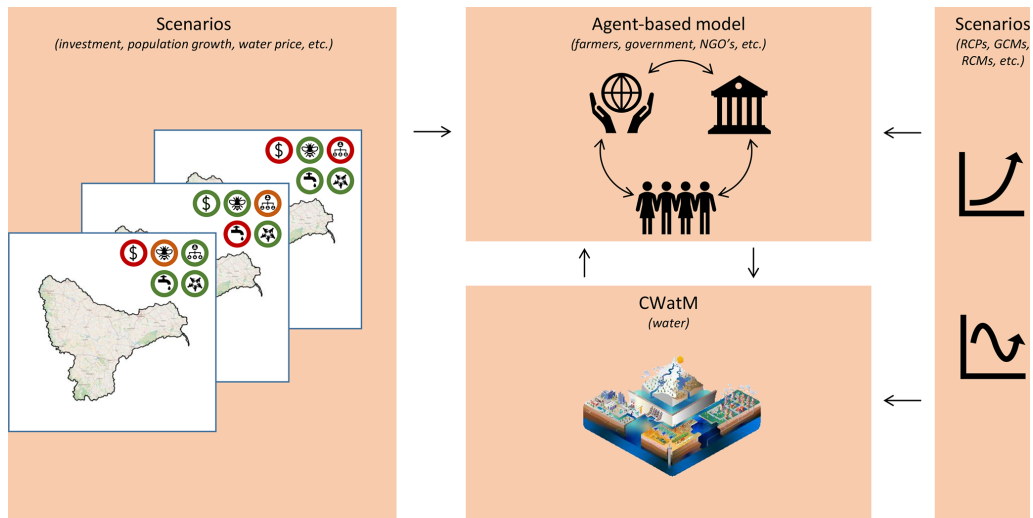 Scenarios
(investment, population growth, water price, etc.)
$
$
$
Agent-based model
(farmers, government, NGO's, etc.)
CWatM
(water)
Scenarios
(RCPs, GCMs,
RCMs, etc.)